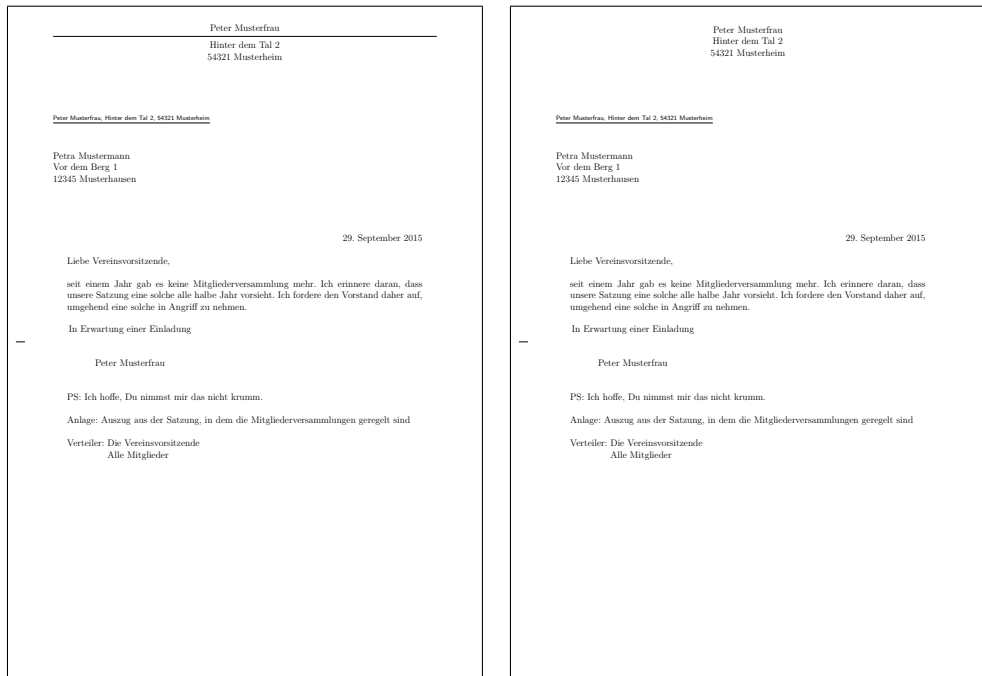 Peter Musterfrau
Hinter dem Tal 2
54321 Musterheim
Peter Musterfrau, Hinter dem Tal 2, 54321 Musterheim
Petra Mustermann
Vor dem Berg 1
12345 Musterhausen
29. September 2015
Liebe Vereinsvorsitzende,
seit einem Jahr gab es keine Mitgliederversammlung mehr. Ich erinnere daran, dass
unsere Satzung eine solche alle halbe Jahr vorsieht. Ich fordere den Vorstand daher auf,
umgehend eine solche in Angriff zu nehmen.
In Erwartung einer Einladung
Peter Musterfrau
PS: Ich hoffe, Du nimmst mir das nicht krumm.
Anlage: Auszug aus der Satzung, in dem die Mitgliederversammlungen geregelt sind
Verteiler: Die Vereinsvorsitzende
Alle Mitglieder
Peter Musterfrau
Hinter dem Tal 2
54321 Musterheim
Peter Musterfrau, Hinter dem Tal 2, 54321 Musterheim
Petra Mustermann
Vor dem Berg 1
12345 Musterhausen
29. September 2015
Liebe Vereinsvorsitzende,
seit einem Jahr gab es keine Mitgliederversammlung mehr. Ich erinnere daran, dass
unsere Satzung eine solche alle halbe Jahr vorsieht. Ich fordere den Vorstand daher auf,
umgehend eine solche in Angriff zu nehmen.
In Erwartung einer Einladung
Peter Musterfrau
PS: Ich hoffe, Du nimmst mir das nicht krumm.
Anlage: Auszug aus der Satzung, in dem die Mitgliederversammlungen geregelt sind
Verteiler: Die Vereinsvorsitzende
Alle Mitglieder